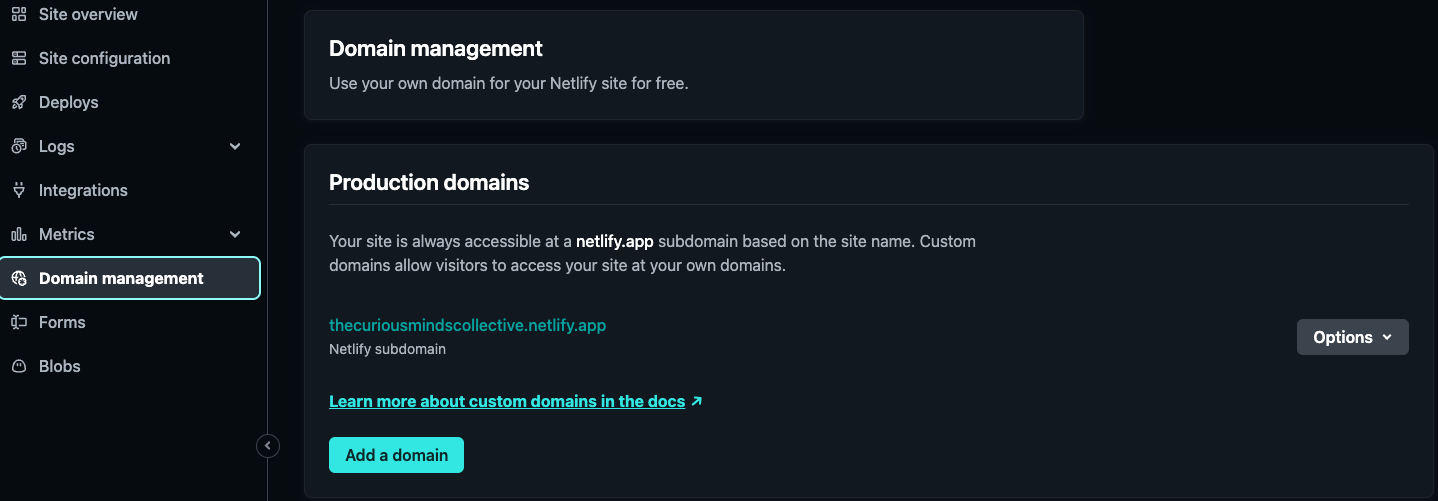 Site overview
Site configuration
Deploys
Logs
Integrations
Metrics
Domain management
Forms
Blobs
Domain management
Use your own domain for your Netlify site for free.
Production domains
Your site is always accessible at a netlify.app subdomain based on the site name. Custom
domains allow visitors to access your site at your own domains.
thecuriousmindscollective.netlify.app
Netlify subdomain
Options
Learn more about custom domains in the docs
Add a domain